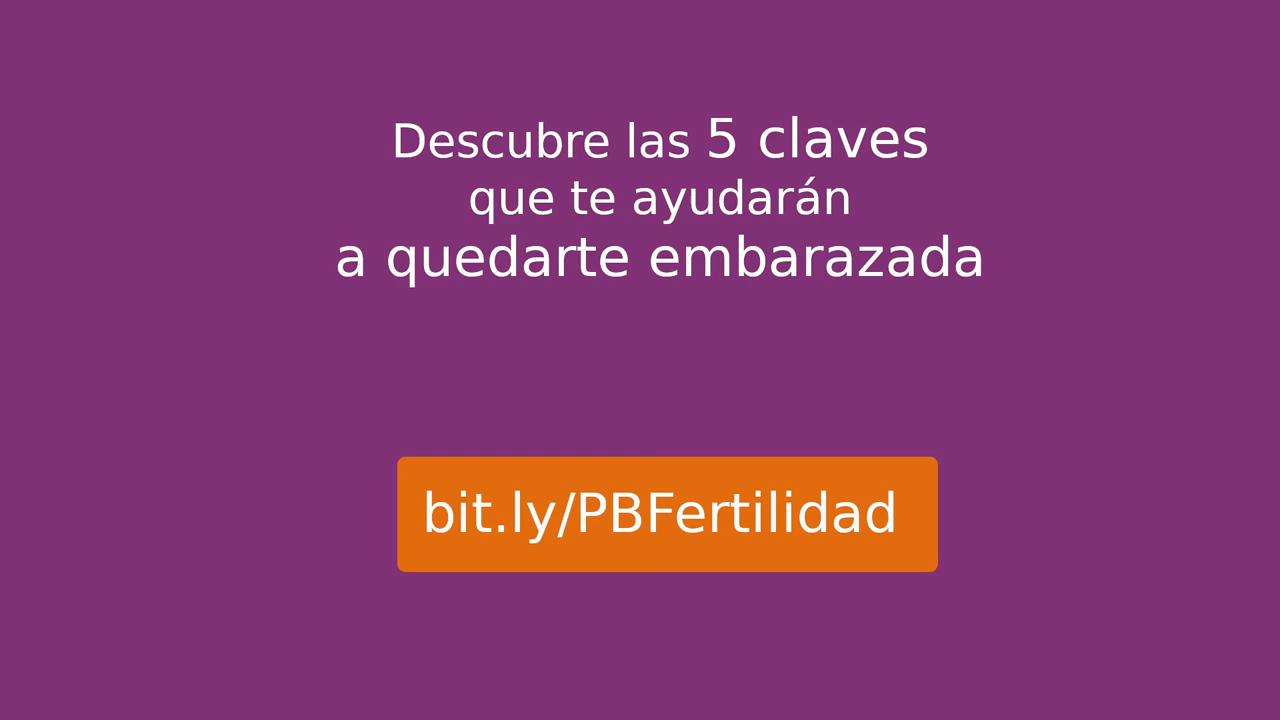 Descubre las 5 claves
que te ayudarán
a quedarte embarazada
bit.ly/PBFertilidad